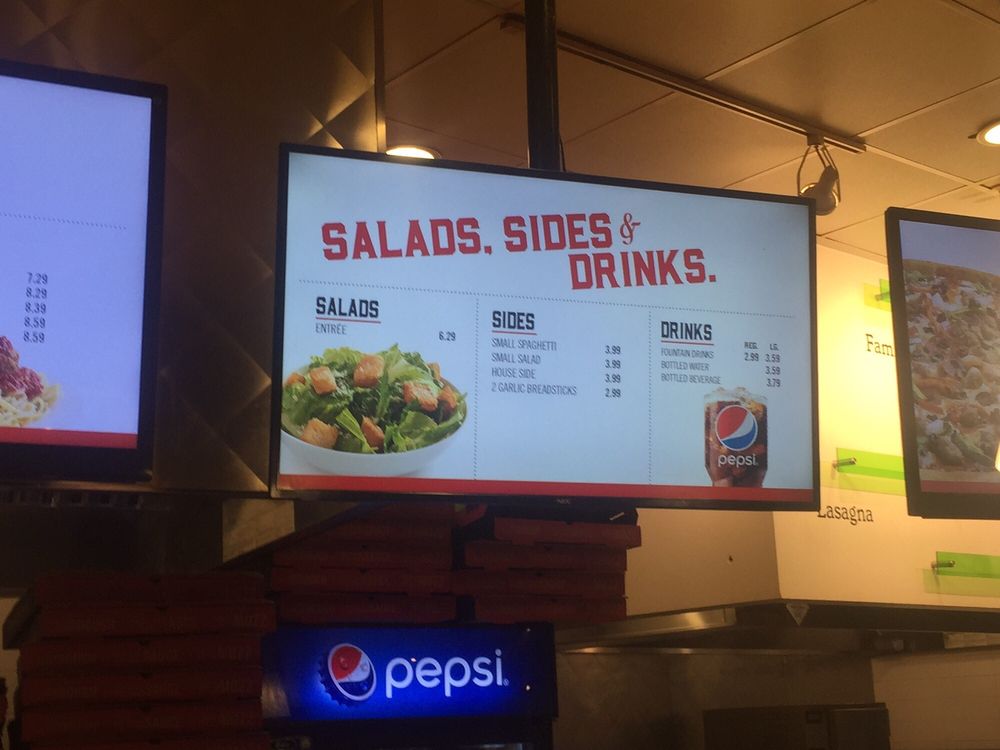 7.29
8.29
8.39
8.59
8.59
SALADS, SIDES &
DRINKS.
SALADS
ENTRÉE 6.29
SIDES
SMALL SPAGHETTI 3.99
SMALL SALAD 3.99
HOUSE SIDE 3.99
2 GARLIC BREADSTICKS 2.99
DRINKS
REG. LG.
FOUNTAIN DRINKS 2.99 3.59
BOTTLED WATER 3.59
BOTTLED BEVERAGE 3.79
pepsi
NEC
Fam
Lasagna
pepsi